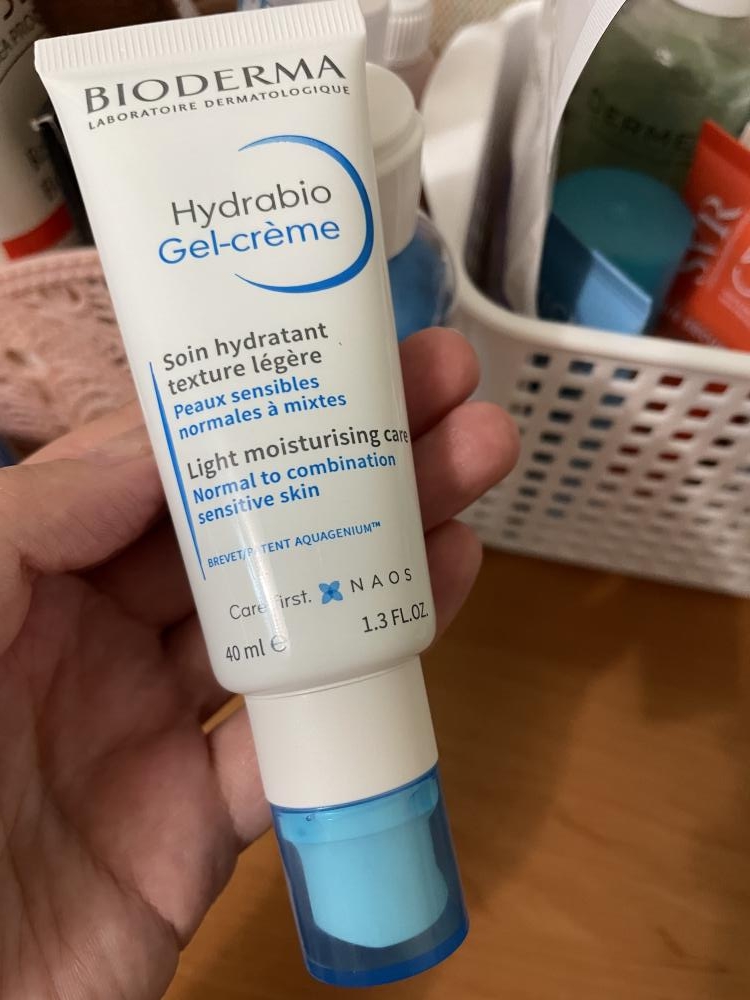 BIODERMA
LABORATOIRE DERMATOLOGIQUE
Hydrabio
Gel-crème
Soin hydratant
texture légère
Peaux sensibles
normales à mixtes
Light moisturising care
Normal to combination
sensitive skin
BREVET/PATENT AQUAGENIUM™
Care first. NAOS
40 ml ℮ 1.3 FL.OZ.